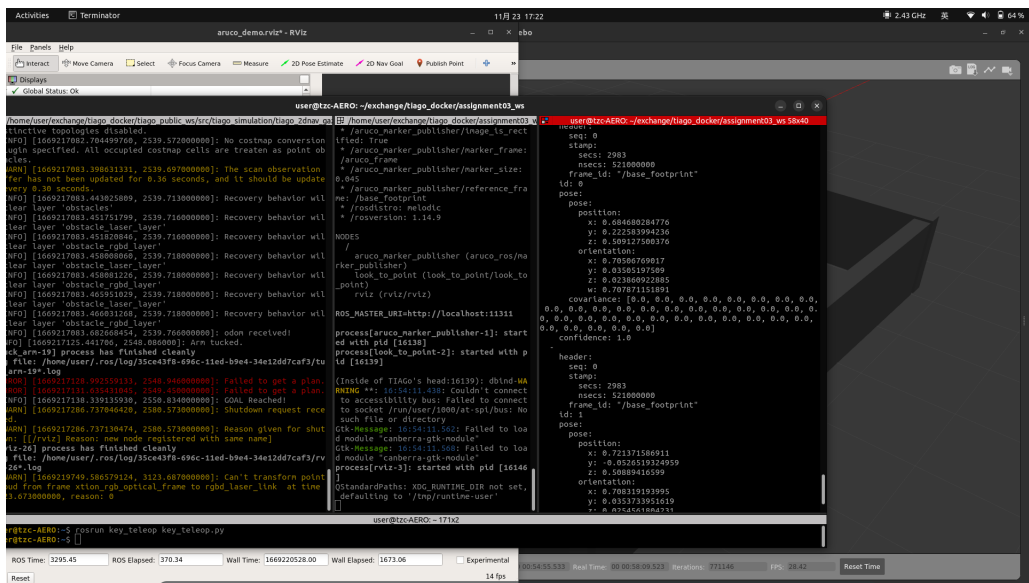 Activities
Terminator
11月 23 17:22
2.43 GHz
英
64 %
aruco_demo.rviz* - RViz
ebo
File Panels Help
Interact Move Camera Select Focus Camera Measure 2D Pose Estimate 2D Nav Goal Publish Point
Displays
Global Status: Ok
user@tzc-AERO: ~/exchange/tiago_docker/assignment03_ws
/home/user/exchange/tiago_docker/tiago_public_ws/src/tiago_simulation/tiago_2dnav_ga
stinctive topologies disabled.
NFO] [1669217082.704499760, 2539.572000000]: No costmap conversion
ugin specified. All occupied costmap cells are treaten as point ob
acles.
WARN] [1669217083.398631331, 2539.697000000]: The scan observation
ffer has not been updated for 0.36 seconds, and it should be update
every 0.30 seconds.
NFO] [1669217083.443025809, 2539.713000000]: Recovery behavior wil
clear layer 'obstacles'
NFO] [1669217083.451751799, 2539.716000000]: Recovery behavior wil
clear layer 'obstacle_laser_layer'
NFO] [1669217083.451820846, 2539.716000000]: Recovery behavior wil
clear layer 'obstacle_rgbd_layer'
NFO] [1669217083.458008060, 2539.718000000]: Recovery behavior wil
clear layer 'obstacle_laser_layer'
NFO] [1669217083.458081226, 2539.718000000]: Recovery behavior wil
clear layer 'obstacle_rgbd_layer'
NFO] [1669217083.465951029, 2539.718000000]: Recovery behavior wil
clear layer 'obstacle_laser_layer'
NFO] [1669217083.466031268, 2539.718000000]: Recovery behavior wil
clear layer 'obstacle_rgbd_layer'
NFO] [1669217083.682668454, 2539.766000000]: odom received!
NFO] [1669217125.441706, 2548.086000]: Arm tucked.
uck_arm-19] process has finished cleanly
g file: /home/user/.ros/log/35ce43f8-696c-11ed-b9e4-34e12dd7caf3/tu
_arm-19*.log
Failed to get a plan.
Failed to get a plan.
NFO] [1669217138.339135930, 2550.834000000]: GOAL Reached!
WARN] [1669217286.737046420, 2580.573000000]: Shutdown request rece
ed.
WARN] [1669217286.737130474, 2580.573000000]: Reason given for shut
wn: [[/rviz] Reason: new node registered with same name]
viz-26] process has finished cleanly
g file: /home/user/.ros/log/35ce43f8-696c-11ed-b9e4-34e12dd7caf3/rv
-26*.log
WARN] [1669219749.586579124, 3123.687000000]: Can't transform point
oud from frame xtion_rgb_optical_frame to rgbd_laser_link at time
23.673000000, reason: 0
/home/user/exchange/tiago_docker/assignment03_w
* /aruco_marker_publisher/image_is_rect
ified: True
* /aruco_marker_publisher/marker_frame:
/aruco_frame
* /aruco_marker_publisher/marker_size:
0.045
* /aruco_marker_publisher/reference_fra
me: /base_footprint
* /rosdistro: melodic
* /rosversion: 1.14.9
NODES
/
aruco_marker_publisher (aruco_ros/ma
rker_publisher)
look_to_point (look_to_point/look_to
_point)
rviz (rviz/rviz)
ROS_MASTER_URI=http://localhost:11311
process[aruco_marker_publisher-1]: start
ed with pid [16138]
process[look_to_point-2]: started with p
id [16139]
(Inside of TIAGo's head:16139): dbind-WA
RNING **: 16:54:11.438: Couldn't connect
to accessibility bus: Failed to connect
to socket /run/user/1000/at-spi/bus: No
such file or directory
Gtk-Message: 16:54:11.562: Failed to loa
d module "canberra-gtk-module"
Gtk-Message: 16:54:11.560: Failed to loa
d module "canberra-gtk-module"
process[rviz-3]: started with pid [16146
]
QStandardPaths: XDG_RUNTIME_DIR not set,
defaulting to '/tmp/runtime-user'
user@tzc-AERO: ~/exchange/tiago_docker/assignment03_ws 58x40
header:
seq: 0
stamp:
secs: 2983
nsecs: 521000000
frame_id: "/base_footprint"
id: 0
pose:
pose:
position:
x: 0.684680284776
y: 0.222583994236
z: 0.509127500376
orientation:
x: 0.70506769017
y: 0.03505197509
z: 0.023860922885
w: 0.707871151891
covariance: [0.0, 0.0, 0.0, 0.0, 0.0, 0.0, 0.0,
0.0, 0.0, 0.0, 0.0, 0.0, 0.0, 0.0, 0.0, 0.0, 0.0, 0.0, 0.
0, 0.0, 0.0, 0.0, 0.0, 0.0, 0.0, 0.0, 0.0, 0.0, 0.0, 0.0,
0.0, 0.0, 0.0, 0.0, 0.0]
confidence: 1.0
-
header:
seq: 0
stamp:
secs: 2983
nsecs: 521000000
frame_id: "/base_footprint"
id: 1
pose:
pose:
position:
x: 0.721371586911
y: -0.0526519324959
z: 0.50889416599
orientation:
x: 0.708319193995
y: 0.0353733951619
z: 0.0254561804231
user@tzc-AERO: ~ 171x2
er@tzc-AERO:~$ rosrun key_teleop key_teleop.py
er@tzc-AERO:~$
ROS Time: 3295.45 ROS Elapsed: 370.34 Wall Time: 1669220528.00 Wall Elapsed: 1673.06 Experimental
Reset
14 fps
00:54:55.533 Real Time: 00 00:58:09.523 Iterations: 771146 FPS: 28.42 Reset Time